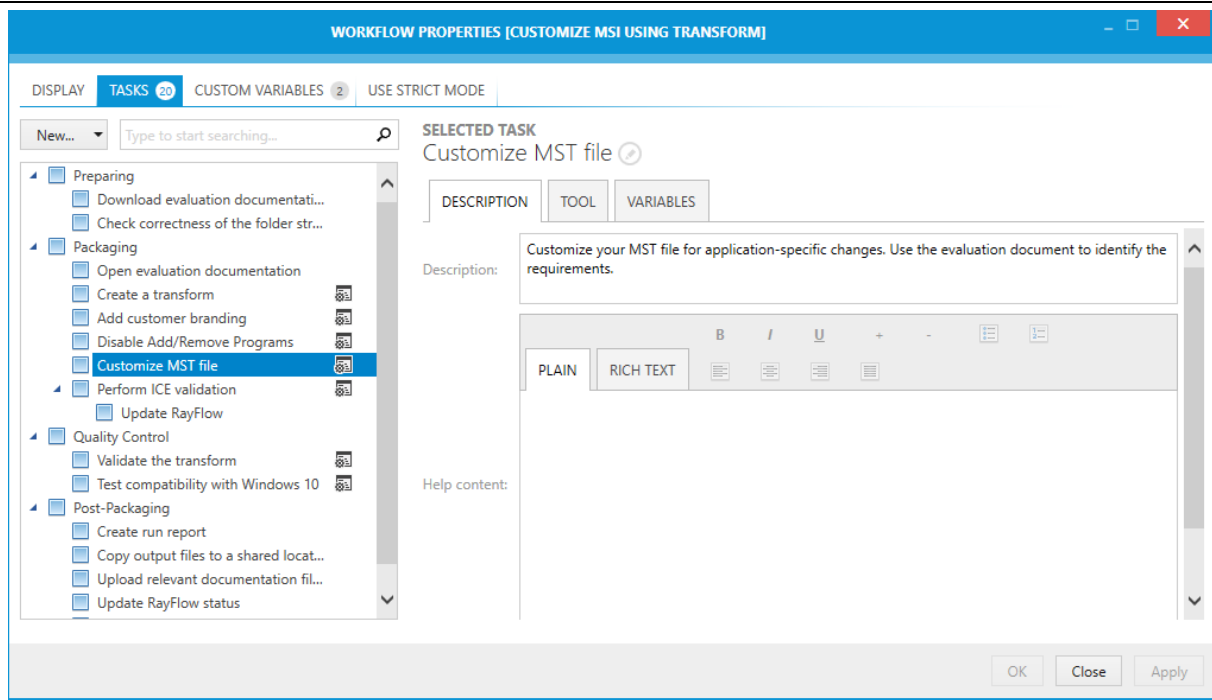 WORKFLOW PROPERTIES [CUSTOMIZE MSI USING TRANSFORM]
DISPLAY TASKS 20 CUSTOM VARIABLES 2 USE STRICT MODE
New... Type to start searching...
SELECTED TASK
Customize MST file
Preparing
Download evaluation documentati...
Check correctness of the folder str...
Packaging
Open evaluation documentation
Create a transform
Add customer branding
Disable Add/Remove Programs
Customize MST file
Perform ICE validation
Update RayFlow
Quality Control
Validate the transform
Test compatibility with Windows 10
Post-Packaging
Create run report
Copy output files to a shared locat...
Upload relevant documentation fil...
Update RayFlow status
DESCRIPTION TOOL VARIABLES
Description:
Customize your MST file for application-specific changes. Use the evaluation document to identify the
requirements.
B I U + -
PLAIN RICH TEXT
Help content:
OK Close Apply